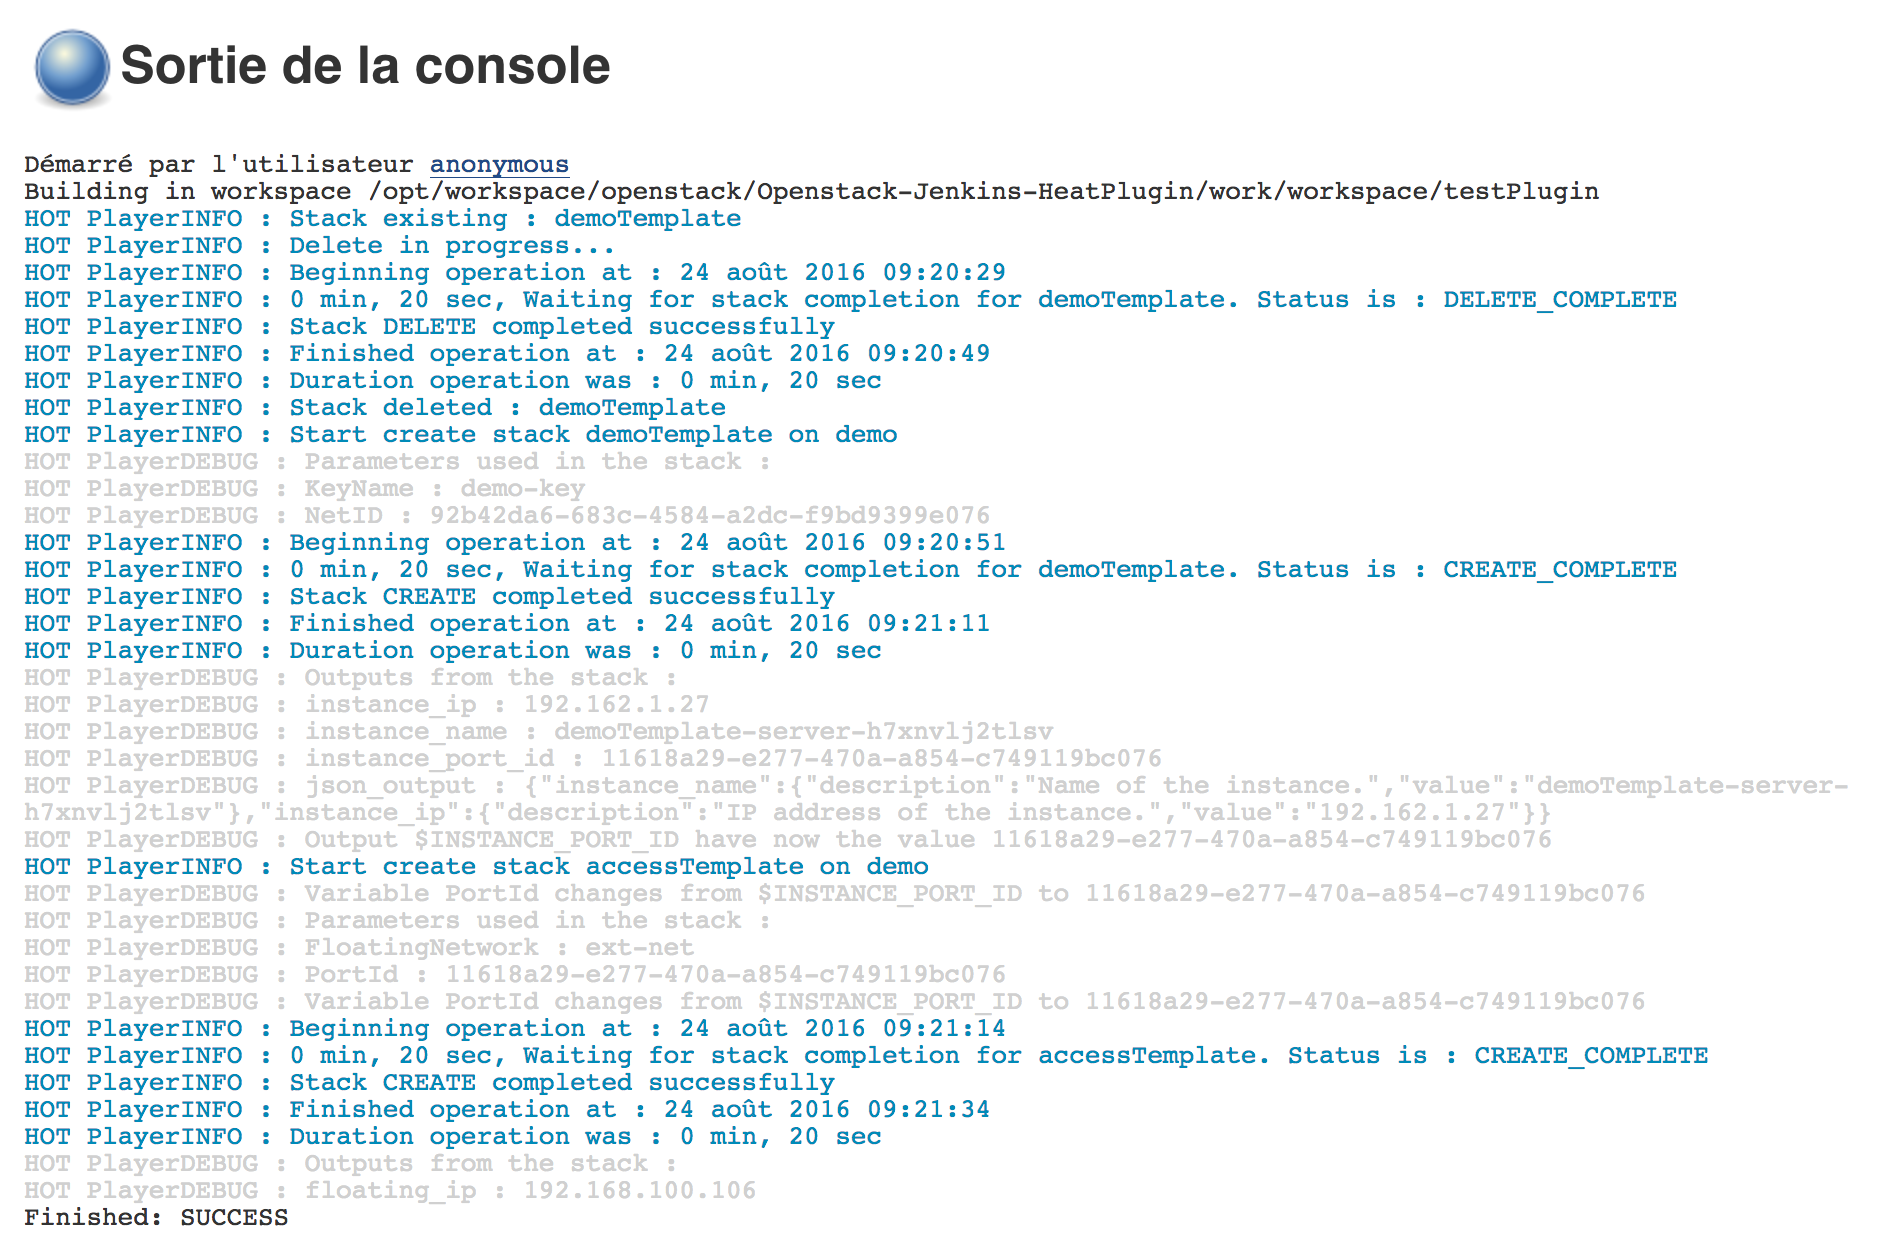 Sortie de la console
Démarré par l'utilisateur anonymous
Building in workspace /opt/workspace/openstack/Openstack-Jenkins-HeatPlugin/work/workspace/testPlugin
HOT PlayerINFO : Stack existing : demoTemplate
HOT PlayerINFO : Delete in progress...
HOT PlayerINFO : Beginning operation at : 24 août 2016 09:20:29
HOT PlayerINFO : 0 min, 20 sec, Waiting for stack completion for demoTemplate. Status is : DELETE_COMPLETE
HOT PlayerINFO : Stack DELETE completed successfully
HOT PlayerINFO : Finished operation at : 24 août 2016 09:20:49
HOT PlayerINFO : Duration operation was : 0 min, 20 sec
HOT PlayerINFO : Stack deleted : demoTemplate
HOT PlayerINFO : Start create stack demoTemplate on demo
HOT PlayerDEBUG : Parameters used in the stack :
HOT PlayerDEBUG : KeyName : demo-key
HOT PlayerDEBUG : NetID : 92b42da6-683c-4584-a2dc-f9bd9399e076
HOT PlayerINFO : Beginning operation at : 24 août 2016 09:20:51
HOT PlayerINFO : 0 min, 20 sec, Waiting for stack completion for demoTemplate. Status is : CREATE_COMPLETE
HOT PlayerINFO : Stack CREATE completed successfully
HOT PlayerINFO : Finished operation at : 24 août 2016 09:21:11
HOT PlayerINFO : Duration operation was : 0 min, 20 sec
HOT PlayerDEBUG : Outputs from the stack :
HOT PlayerDEBUG : instance_ip : 192.162.1.27
HOT PlayerDEBUG : instance_name : demoTemplate-server-h7xnvlj2tlsv
HOT PlayerDEBUG : instance_port_id : 11618a29-e277-470a-a854-c749119bc076
HOT PlayerDEBUG : json_output : {"instance_name":{"description":"Name of the instance.","value":"demoTemplate-server-
h7xnvlj2tlsv"},"instance_ip":{"description":"IP address of the instance.","value":"192.162.1.27"}}
HOT PlayerDEBUG : Output $INSTANCE_PORT_ID have now the value 11618a29-e277-470a-a854-c749119bc076
HOT PlayerINFO : Start create stack accessTemplate on demo
HOT PlayerDEBUG : Variable PortId changes from $INSTANCE_PORT_ID to 11618a29-e277-470a-a854-c749119bc076
HOT PlayerDEBUG : Parameters used in the stack :
HOT PlayerDEBUG : FloatingNetwork : ext-net
HOT PlayerDEBUG : PortId : 11618a29-e277-470a-a854-c749119bc076
HOT PlayerDEBUG : Variable PortId changes from $INSTANCE_PORT_ID to 11618a29-e277-470a-a854-c749119bc076
HOT PlayerINFO : Beginning operation at : 24 août 2016 09:21:14
HOT PlayerINFO : 0 min, 20 sec, Waiting for stack completion for accessTemplate. Status is : CREATE_COMPLETE
HOT PlayerINFO : Stack CREATE completed successfully
HOT PlayerINFO : Finished operation at : 24 août 2016 09:21:34
HOT PlayerINFO : Duration operation was : 0 min, 20 sec
HOT PlayerDEBUG : Outputs from the stack :
HOT PlayerDEBUG : floating_ip : 192.168.100.106
Finished: SUCCESS